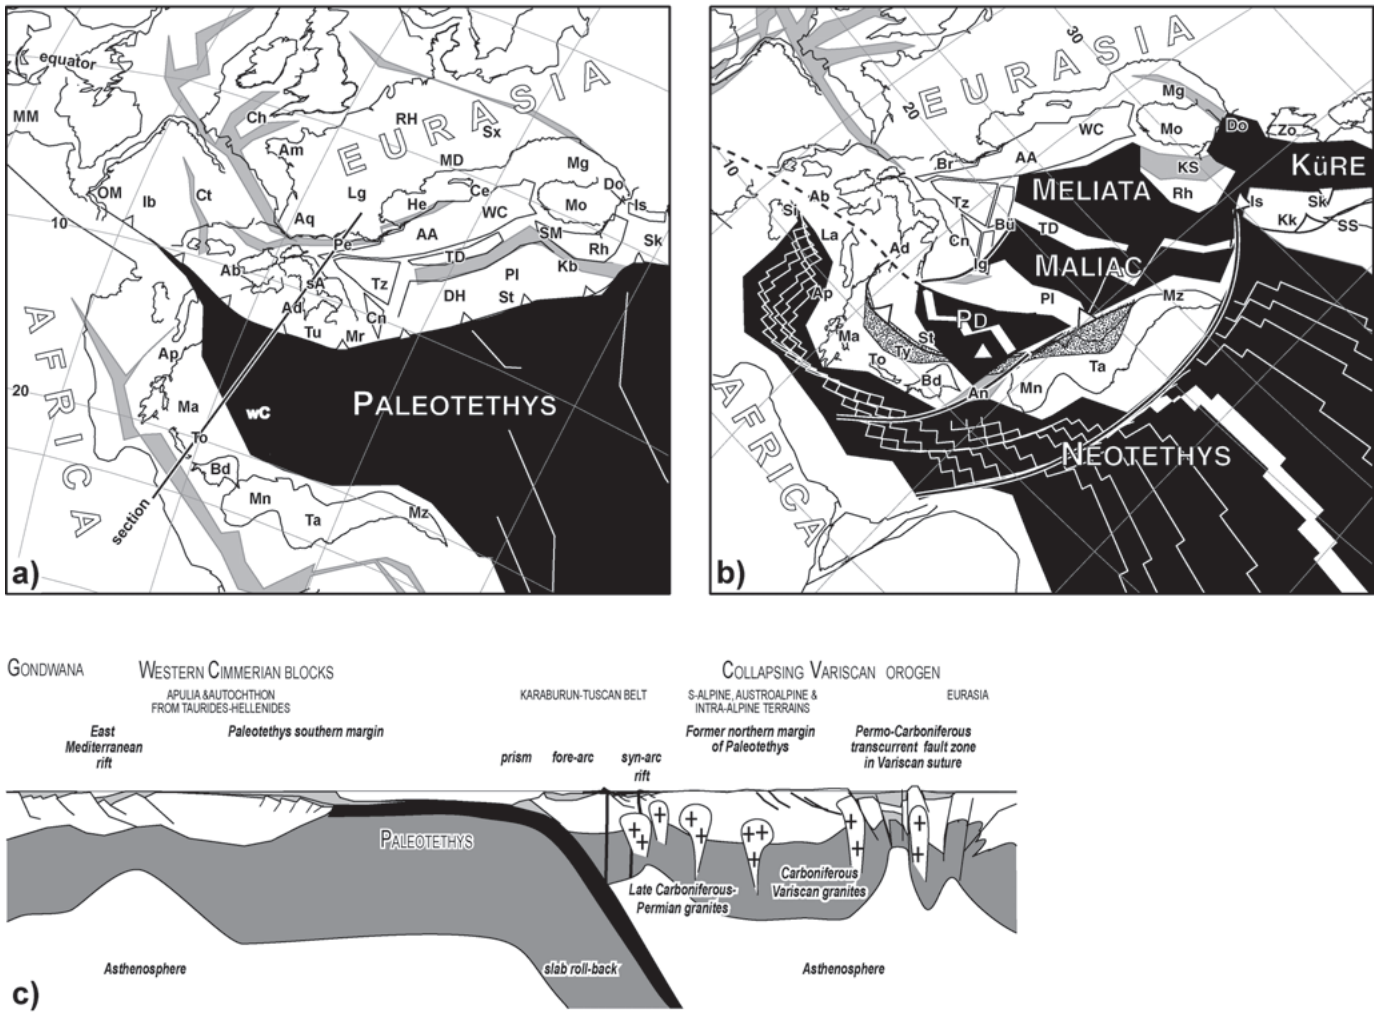 equator
MM
OM
Ib
Ct
Ch
Am
Aq
Lg
RH
Sx
EURASIA
MD
Mg
Ce
He
WC
Mo
Do
Is
Pe
AA
SM
Rh
Sk
10
Ab
sA
Tz
TD
Kb
Pl
DH
St
Ad
Cn
Tu
Mr
AFRICA
Ap
20
wC
PALEOTETHYS
Ma
To
Bd
Mn
Ta
Mz
section
a)
30
EURASIA
20
10
Mg
WC
Mo
Do
Zo
Br
AA
KS
KÜRE
MELIATA
Rh
Ab
Si
La
Tz
Is
Sk
Kk
SS
Bü
TD
Ad
Cn
Ig
MALIAC
Ap
Pl
Mz
PD
Ma
St
Ty
To
Ta
Bd
An
Mn
AFRICA
NEOTETHYS
b)
GONDWANA
WESTERN CIMMERIAN BLOCKS
COLLAPSING VARISCAN OROGEN
APULIA &AUTOCHTHON
FROM TAURIDES-HELLENIDES
KARABURUN-TUSCAN BELT
S-ALPINE, AUSTROALPINE &
INTRA-ALPINE TERRAINS
EURASIA
East
Mediterranean
rift
Paleotethys southern margin
prism
fore-arc
syn-arc
rift
Former northern margin
of Paleotethys
Permo-Carboniferous
transcurrent fault zone
in Variscan suture
PALEOTETHYS
Late Carboniferous-
Permian granites
Carboniferous
Variscan granites
Asthenosphere
slab roll-back
Asthenosphere
c)